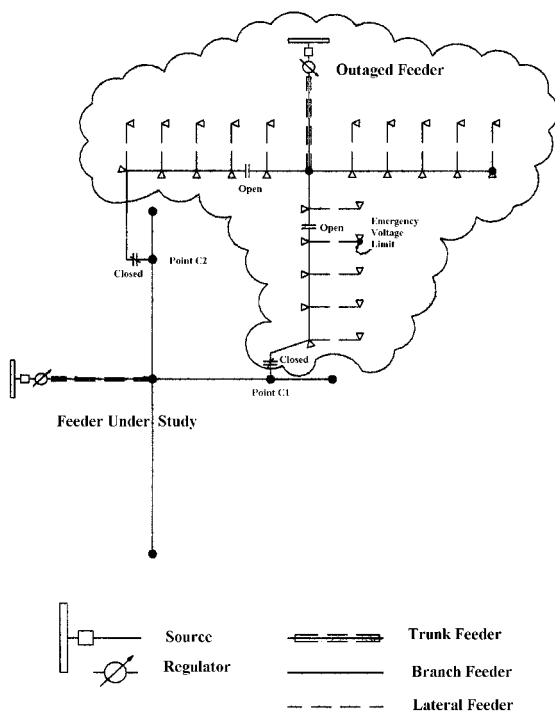 Outaged Feeder
Open
Open
Emergency
Voltage
Limit
Closed
Point C2
Closed
Point C1
Feeder Under Study
Source
Trunk Feeder
Regulator
Branch Feeder
Lateral Feeder